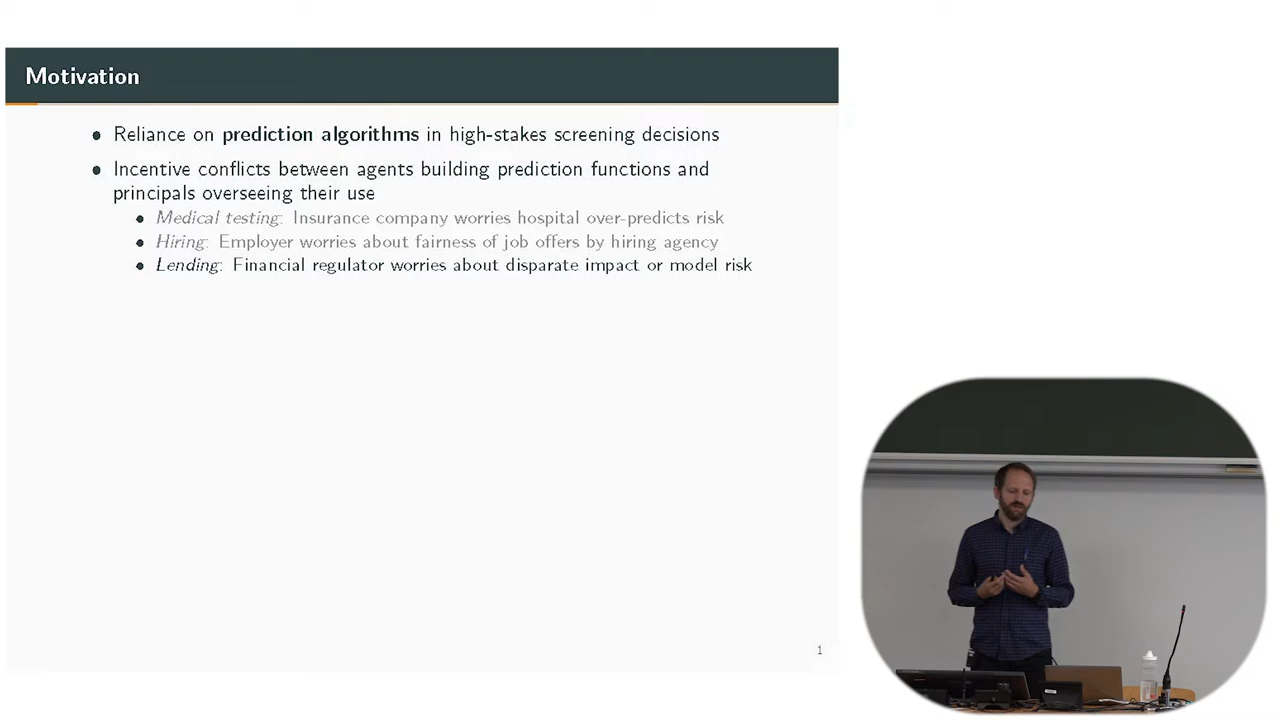 Motivation
• Reliance on prediction algorithms in high-stakes screening decisions
• Incentive conflicts between agents building prediction functions and
principals overseeing their use
• Medical testing: Insurance company worries hospital over-predicts risk
• Hiring: Employer worries about fairness of job offers by hiring agency
• Lending: Financial regulator worries about disparate impact or model risk
1